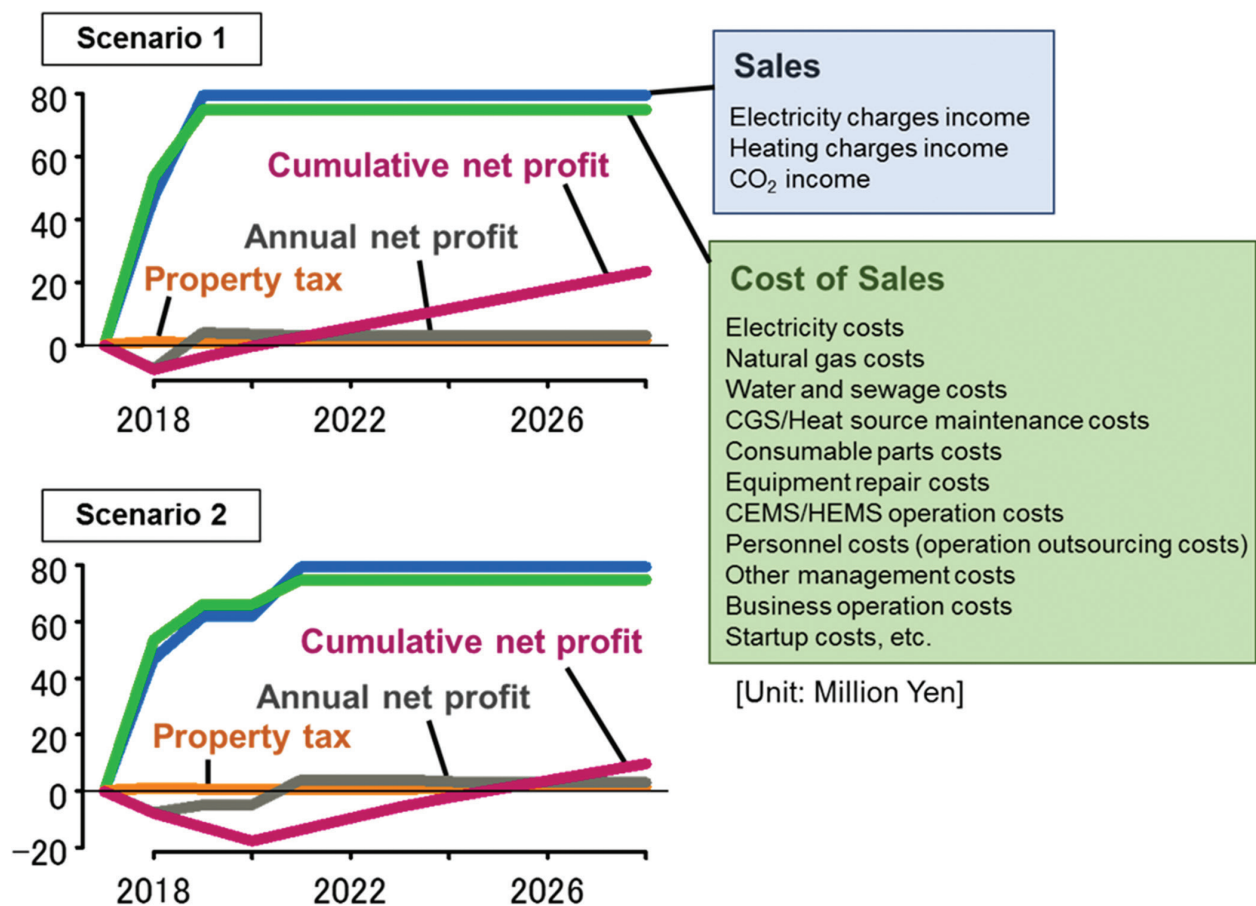 Scenario 1
80
60
40
20
0
Cumulative net profit
Annual net profit
Property tax
2018
2022
2026
Sales
Electricity charges income
Heating charges income
CO₂ income
Cost of Sales
Electricity costs
Natural gas costs
Water and sewage costs
CGS/Heat source maintenance costs
Consumable parts costs
Equipment repair costs
CEMS/HEMS operation costs
Personnel costs (operation outsourcing costs)
Other management costs
Business operation costs
Startup costs, etc.
[Unit: Million Yen]
Scenario 2
80
60
40
20
0
−20
Cumulative net profit
Annual net profit
Property tax
2018
2022
2026